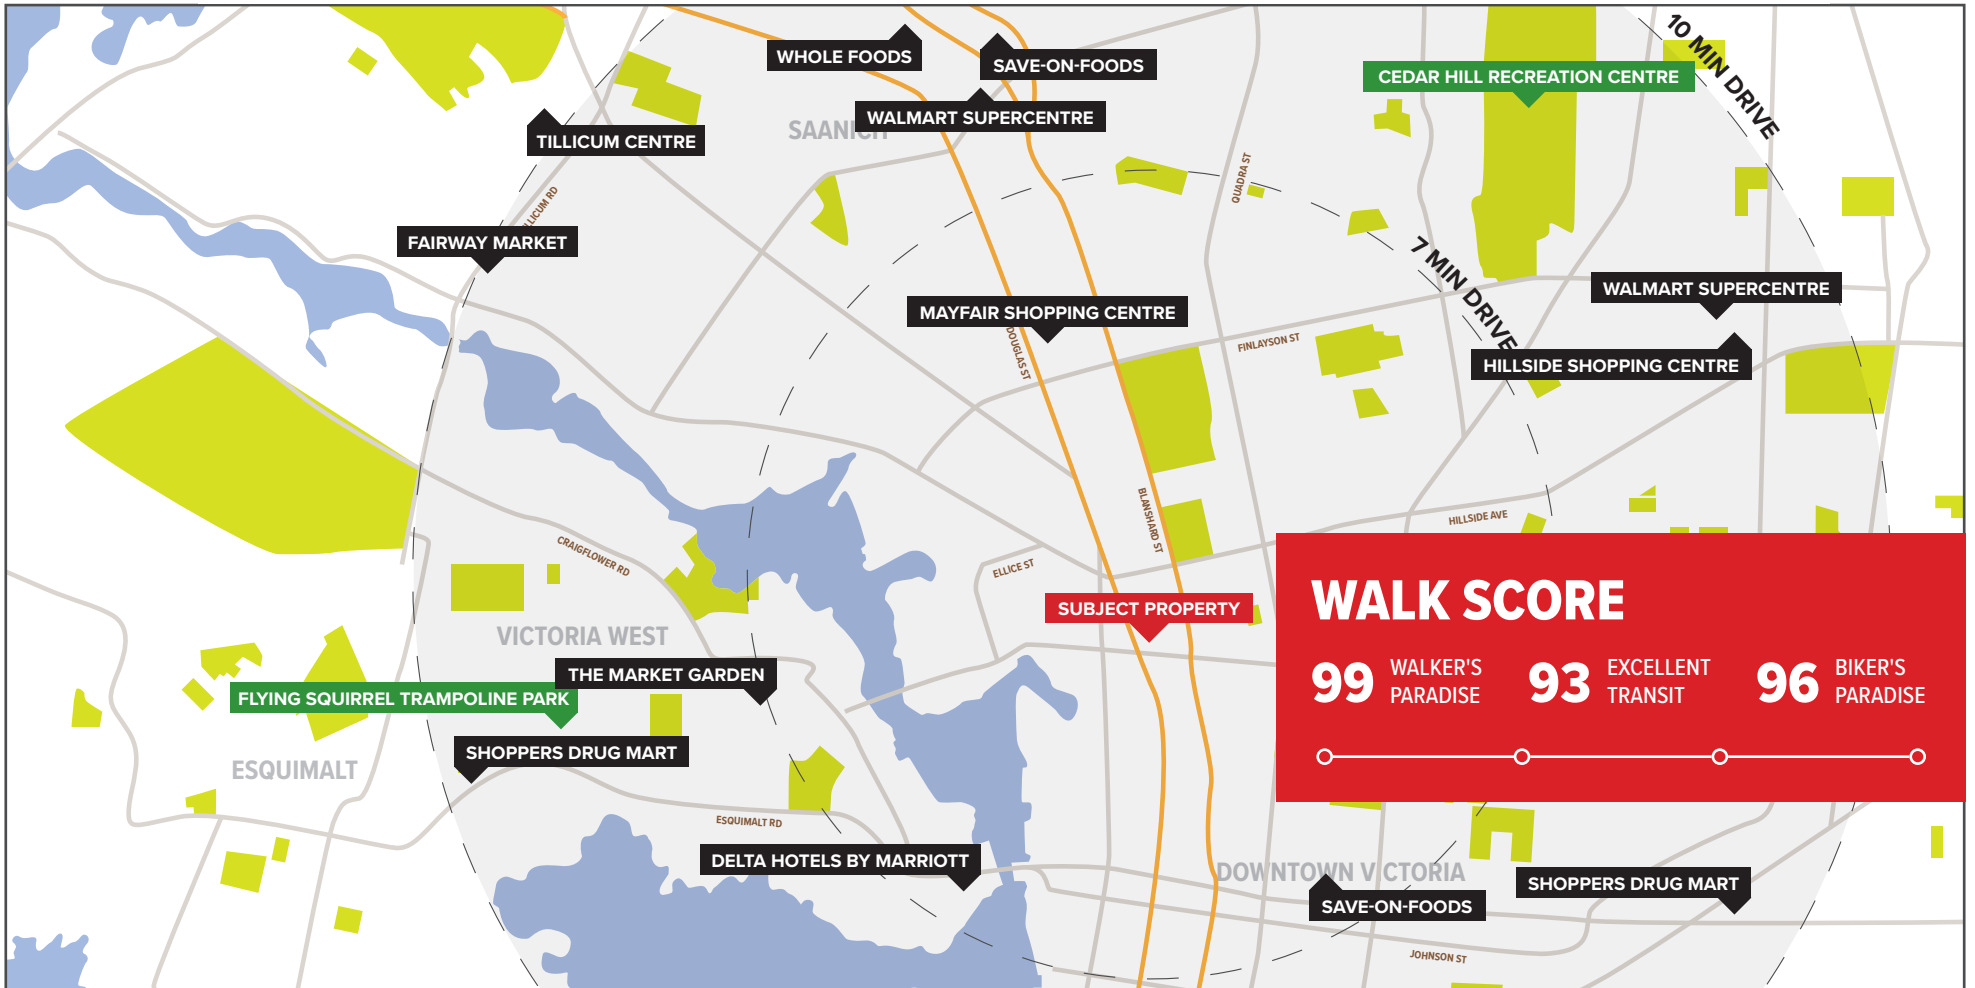 10 MIN DRIVE
WHOLE FOODS
SAVE-ON-FOODS
CEDAR HILL RECREATION CENTRE
WALMART SUPERCENTRE
SAANICH
TILLICUM CENTRE
QUADRA ST
FAIRWAY MARKET
7 MIN DRIVE
WALMART SUPERCENTRE
MAYFAIR SHOPPING CENTRE
DOUGLAS ST
FINLAYSON ST
HILLSIDE SHOPPING CENTRE
BLANSHARD ST
HILLSIDE AVE
CRAIGFLOWER RD
ELLICE ST
SUBJECT PROPERTY
WALK SCORE
99 WALKER'S PARADISE
93 EXCELLENT TRANSIT
96 BIKER'S PARADISE
VICTORIA WEST
THE MARKET GARDEN
FLYING SQUIRREL TRAMPOLINE PARK
SHOPPERS DRUG MART
ESQUIMALT
ESQUIMALT RD
DELTA HOTELS BY MARRIOTT
DOWNTOWN V CTORIA
SHOPPERS DRUG MART
SAVE-ON-FOODS
JOHNSON ST